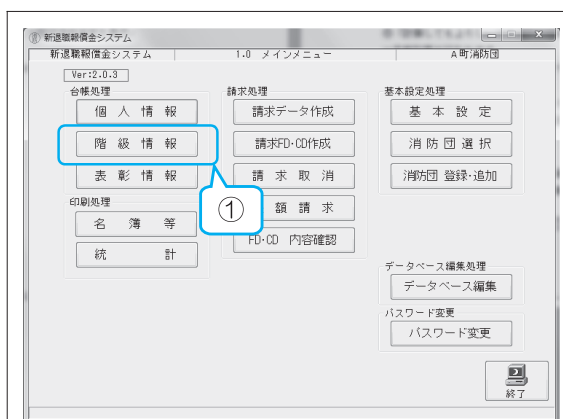 新退職報償金システム
新退職報償金システム 1.0 メインメニュー A町消防団
Ver:2.0.3
台帳処理
個人情報
階級情報
表彰情報
印刷処理
名簿等
統計
請求処理
請求データ作成
請求FD・CD作成
請求取消
額請求
FD・CD 内容確認
①
基本設定処理
基本設定
消防団選択
消防団 登録・追加
データベース編集処理
データベース編集
パスワード変更
パスワード変更
終了